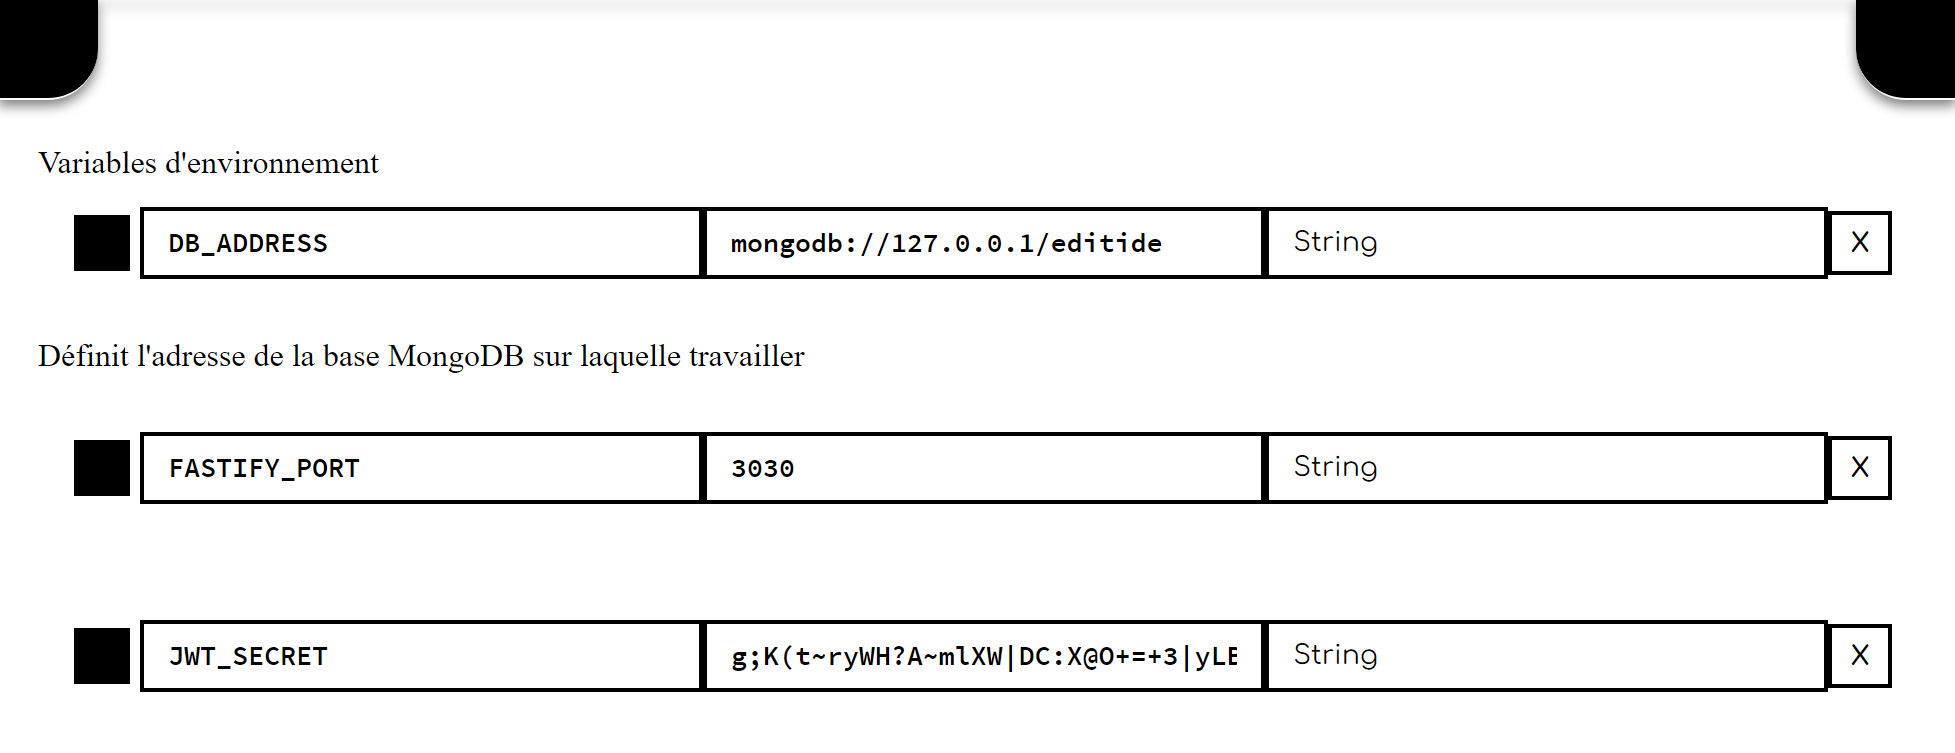 Variables d'environnement
DB_ADDRESS mongodb://127.0.0.1/editide String X
Définit l'adresse de la base MongoDB sur laquelle travailler
FASTIFY_PORT 3030 String X
JWT_SECRET g;K(t~ryWH?A~mlXW|DC:X@O+=+3|yLE String X